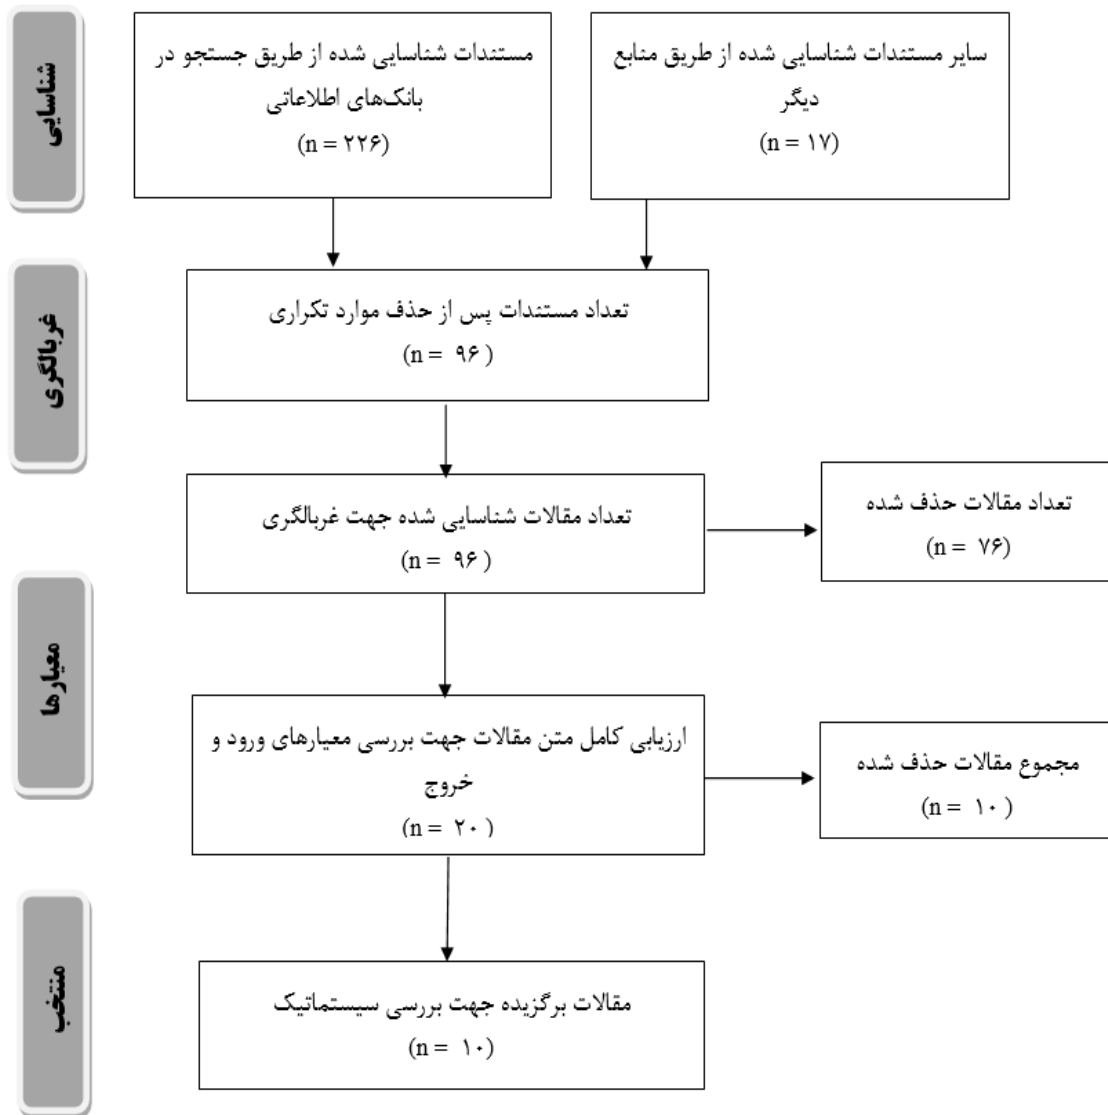 شناسایی
سایر مستندات شناسایی شده از طریق منابع
دیگر
(n = ۱۷)
مستندات شناسایی شده از طریق جستجو در
بانک‌های اطلاعاتی
(n = ۲۲۶)
غربالگری
تعداد مستندات پس از حذف موارد تکراری
(n = ۹۶ )
تعداد مقالات شناسایی شده جهت غربالگری
(n = ۹۶ )
تعداد مقالات حذف شده
(n = ۷۶)
معیارها
ارزیابی کامل متن مقالات جهت بررسی معیارهای ورود و
خروج
(n = ۲۰ )
مجموع مقالات حذف شده
(n = ۱۰ )
منتخب
مقالات برگزیده جهت بررسی سیستماتیک
(n = ۱۰)